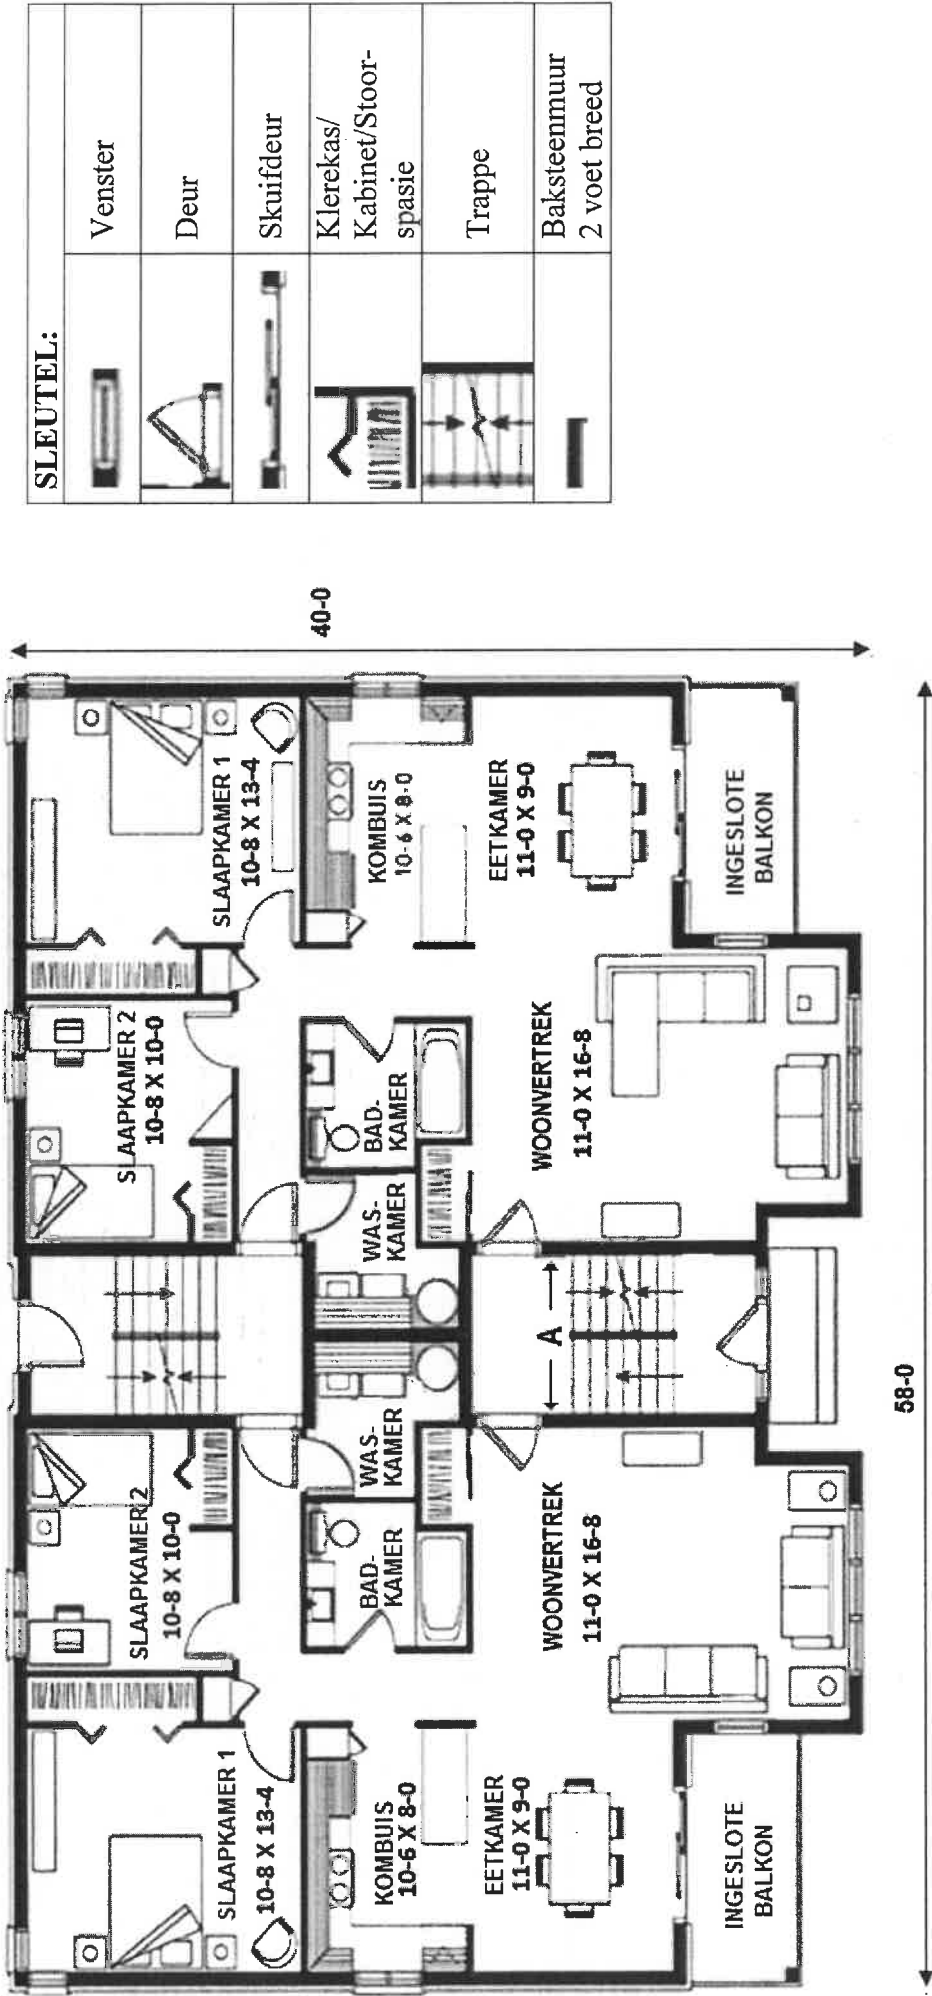 SLEUTEL:
Venster
Deur
Skuifdeur
Klerekas/
Kabinet/Stoor-
spasie
Trappe
Baksteenmuur
2 voet breed
SLAAPKAMER 1
10-8 X 13-4
SLAAPKAMER 2
10-8 X 10-0
SLAAPKAMER 2
10-8 X 10-0
SLAAPKAMER 1
10-8 X 13-4
KOMBUIS
10-6 X 8-0
BAD-
KAMER
WAS-
KAMER
WAS-
KAMER
BAD-
KAMER
KOMBUIS
10-6 X 8-0
EETKAMER
11-0 X 9-0
WOONVERTREK
11-0 X 16-8
A
WOONVERTREK
11-0 X 16-8
EETKAMER
11-0 X 9-0
INGESLOTE
BALKON
INGESLOTE
BALKON
40-0
58-0